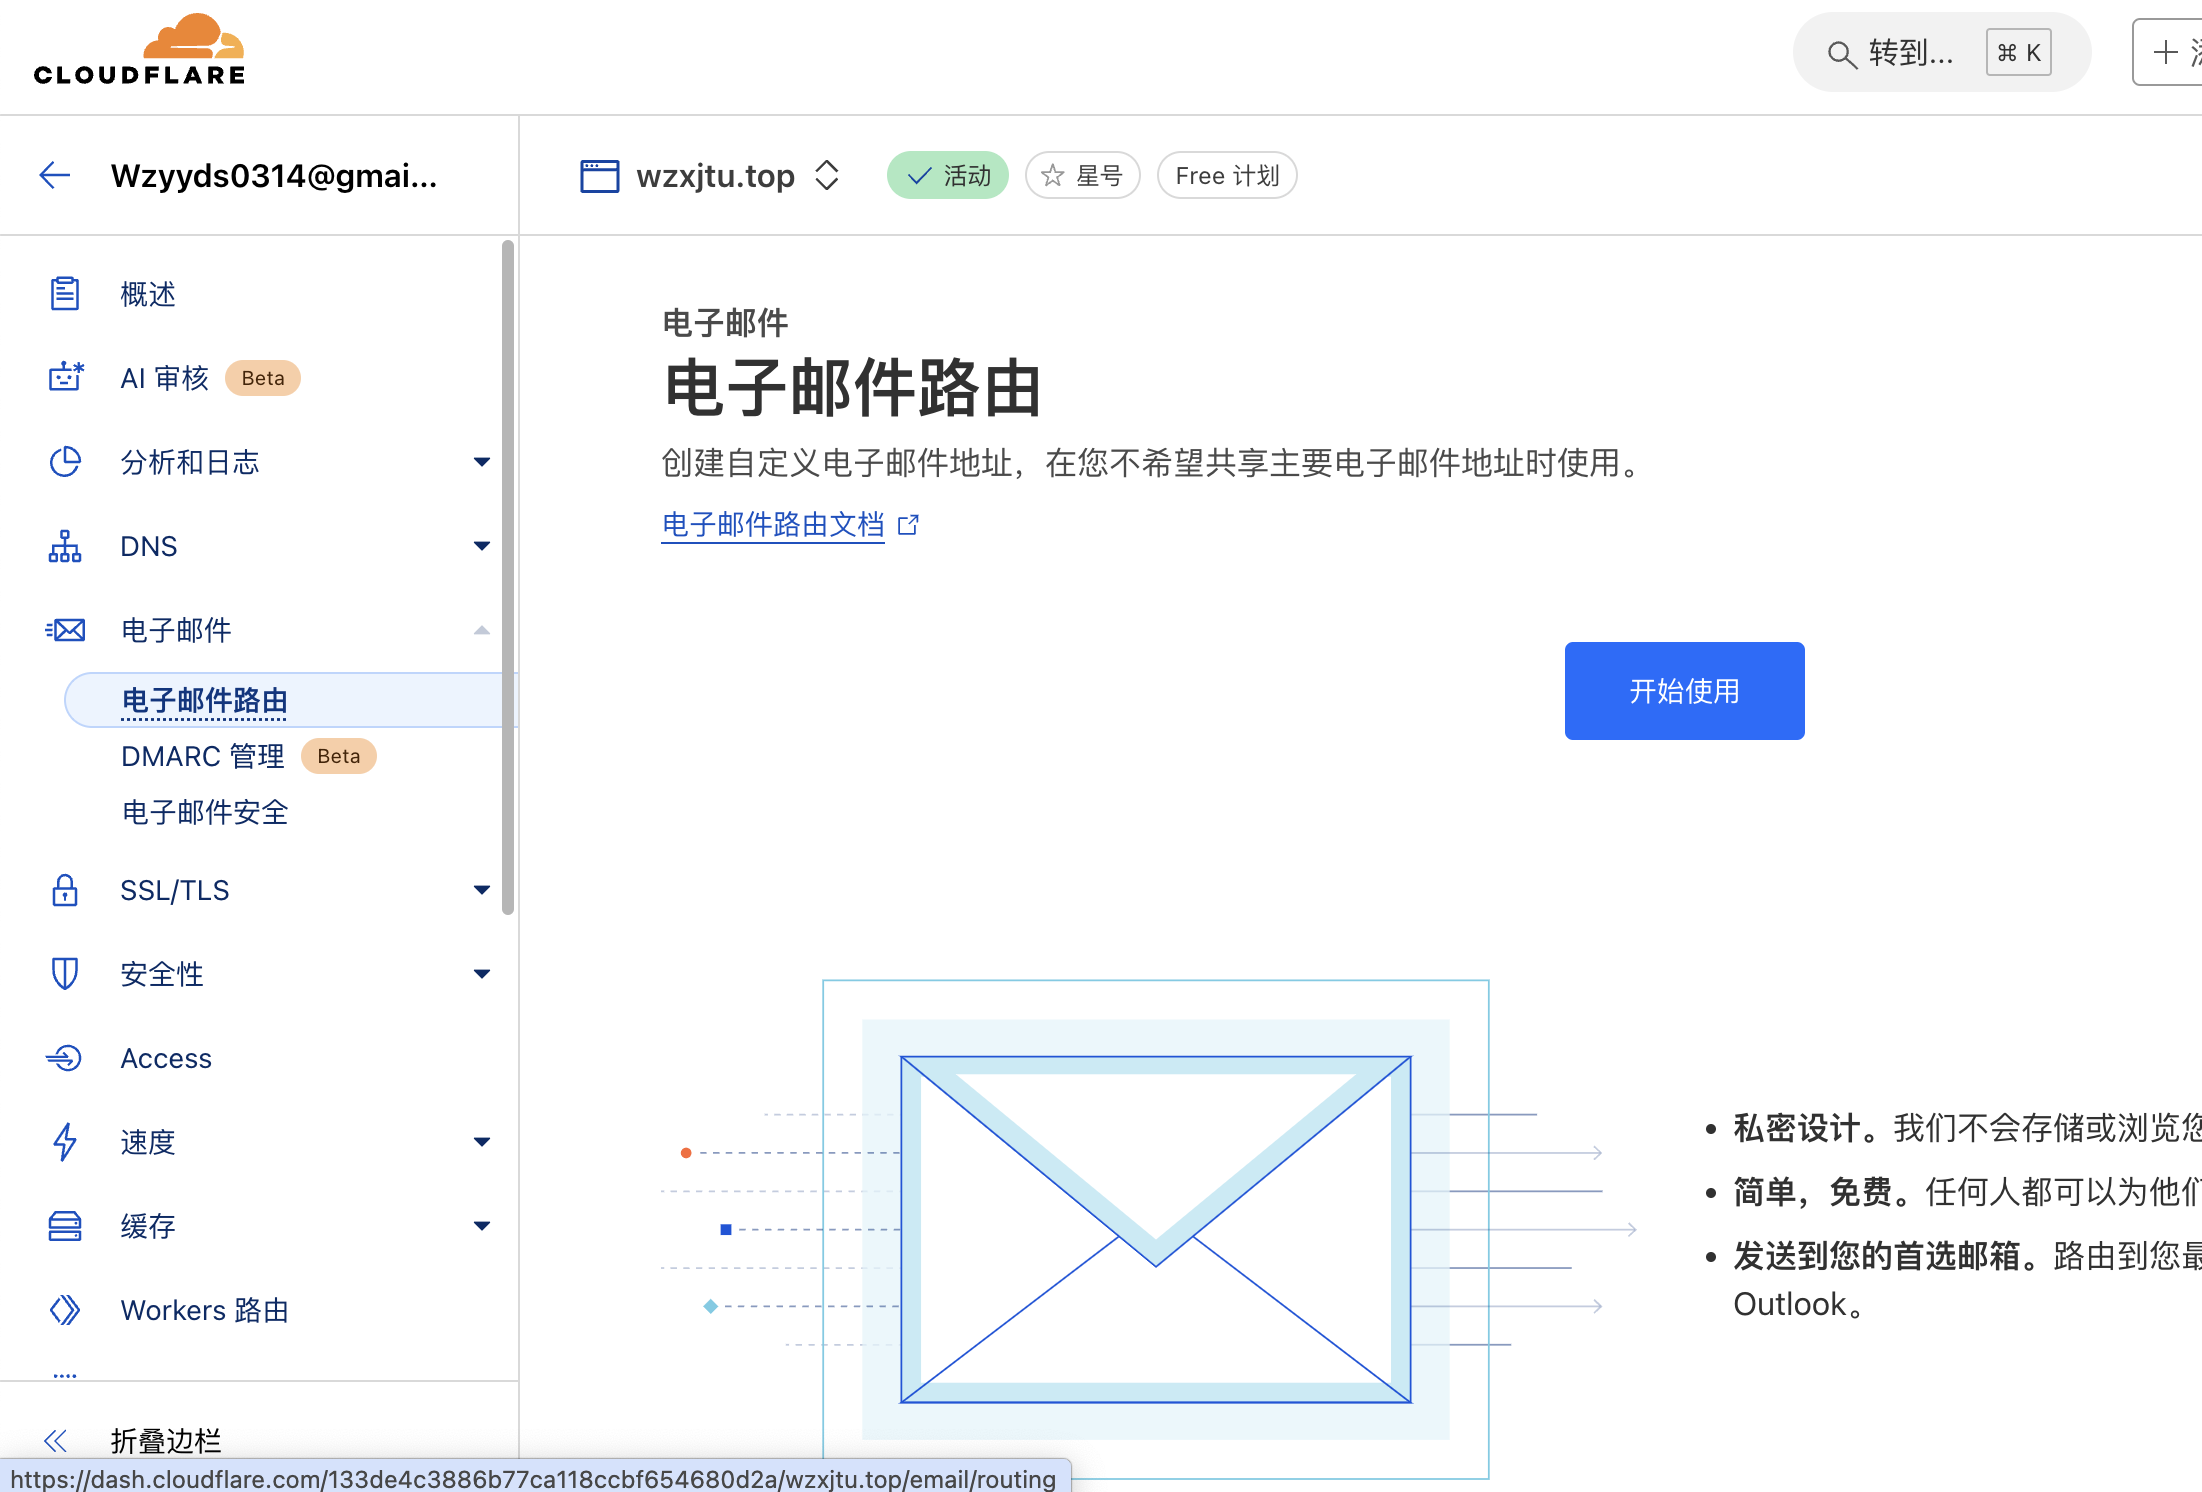 CLOUDFLARE
转到... ⌘ K
Wzyyds0314@gmai...
wzxjtu.top 活动 星号 Free 计划
概述
AI 审核 Beta
分析和日志
DNS
电子邮件
电子邮件路由
DMARC 管理 Beta
电子邮件安全
SSL/TLS
安全性
Access
速度
缓存
Workers 路由
折叠边栏
https://dash.cloudflare.com/133de4c3886b77ca118ccbf654680d2a/wzxjtu.top/email/routing
电子邮件
电子邮件路由
创建自定义电子邮件地址，在您不希望共享主要电子邮件地址时使用。
电子邮件路由文档
开始使用
• 私密设计。我们不会存储或浏览您
• 简单，免费。任何人都可以为他们
• 发送到您的首选邮箱。路由到您最
Outlook。